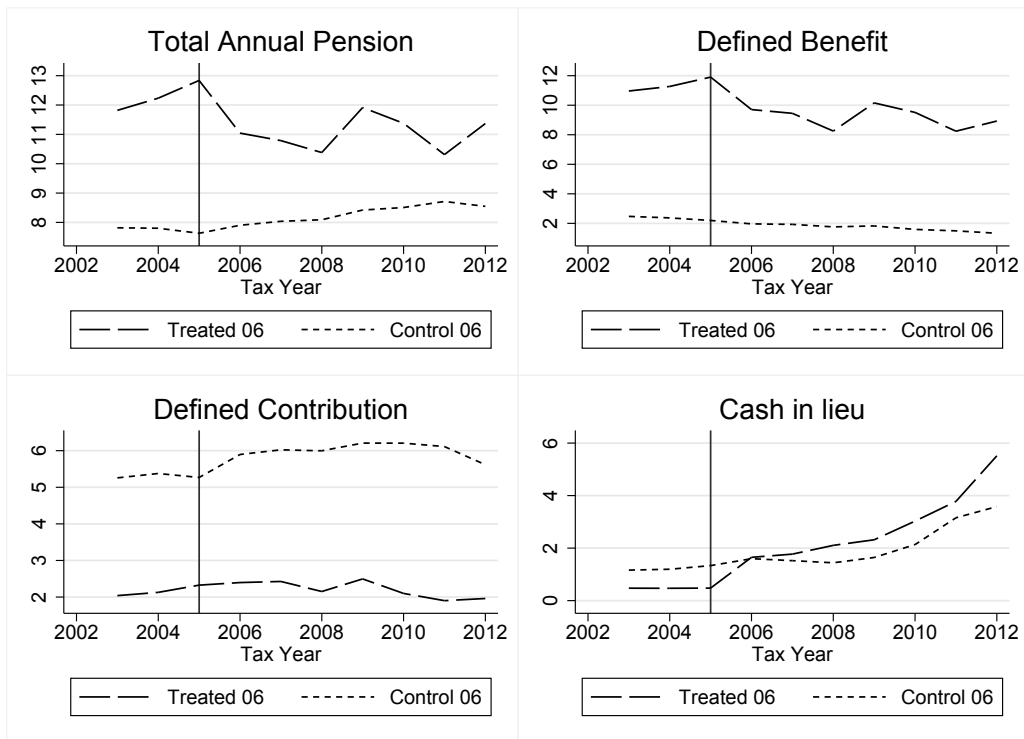 Total Annual Pension
13
12
11
10
9
8
2002 2004 2006 2008 2010 2012
Tax Year
Treated 06 Control 06
Defined Benefit
12
10
8
6
4
2
2002 2004 2006 2008 2010 2012
Tax Year
Treated 06 Control 06
Defined Contribution
6
5
4
3
2
2002 2004 2006 2008 2010 2012
Tax Year
Treated 06 Control 06
Cash in lieu
6
4
2
0
2002 2004 2006 2008 2010 2012
Tax Year
Treated 06 Control 06